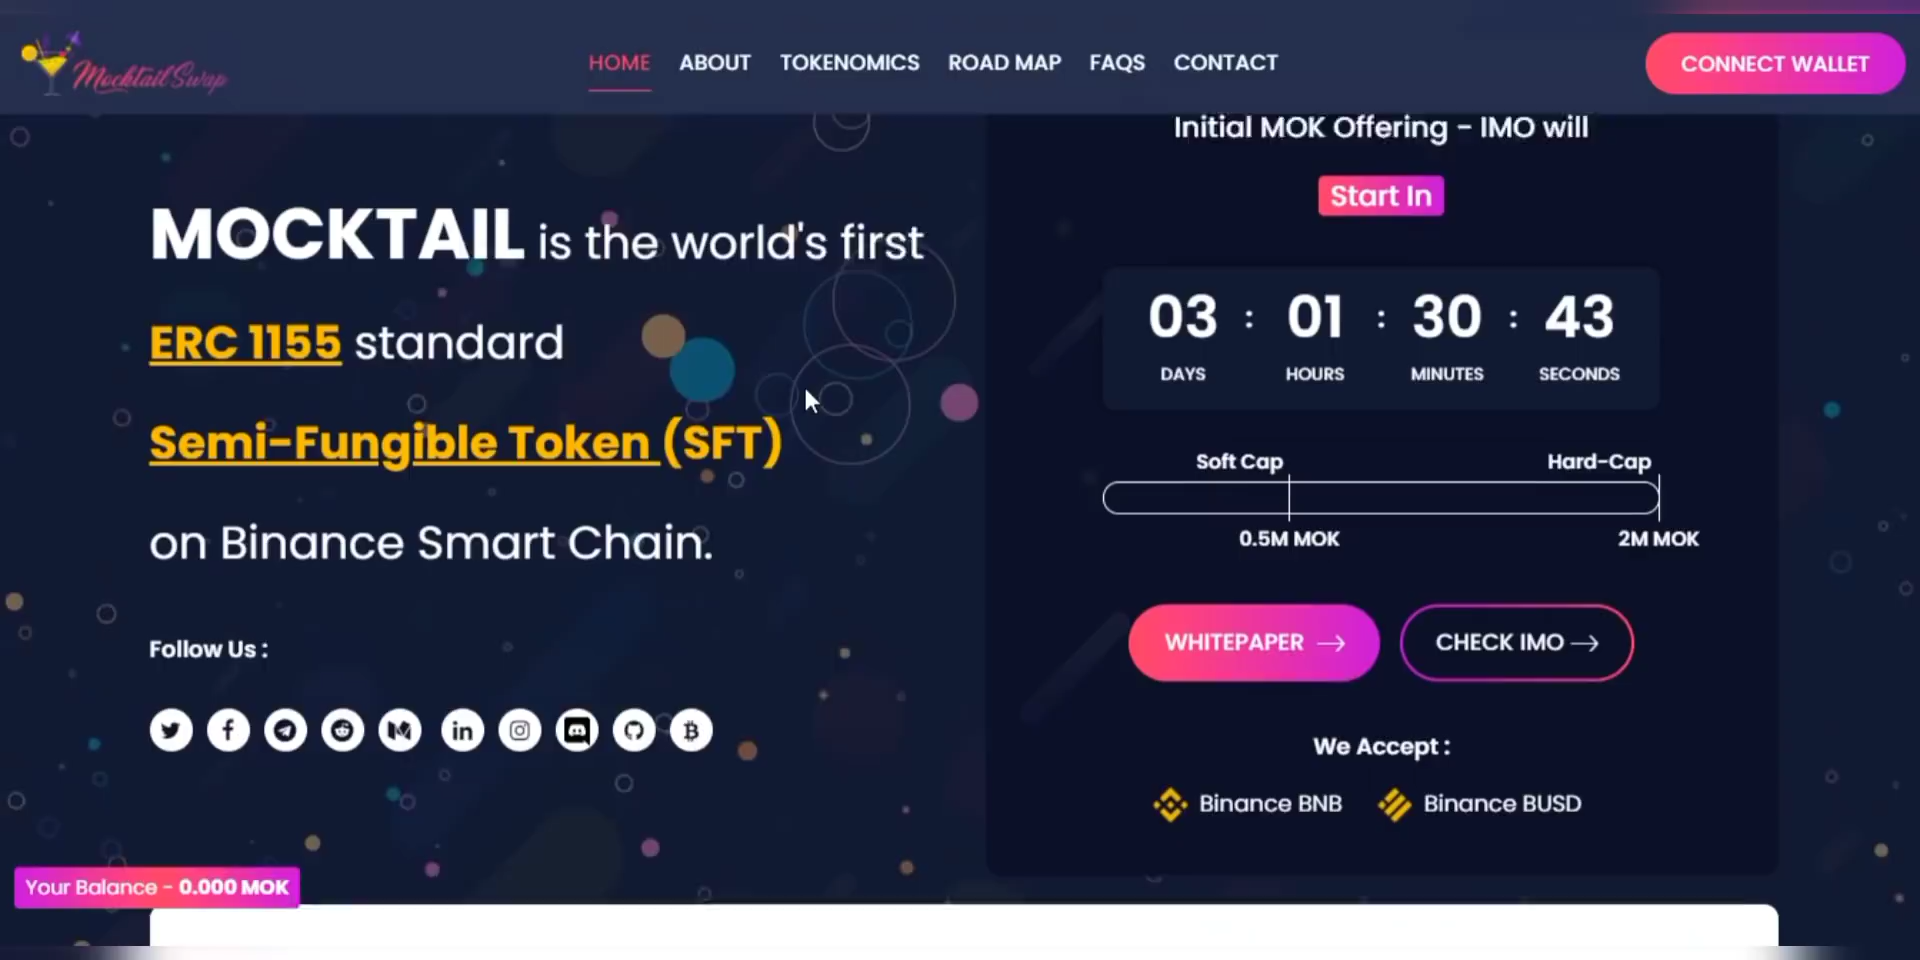 Mocktail Swap
HOME ABOUT TOKENOMICS ROAD MAP FAQS CONTACT
CONNECT WALLET
MOCKTAIL is the world's first
ERC 1155 standard
Semi-Fungible Token (SFT)
on Binance Smart Chain.
Follow Us :
Your Balance - 0.000 MOK
Initial MOK Offering - IMO will
Start In
03 : 01 : 30 : 43
DAYS HOURS MINUTES SECONDS
Soft Cap Hard-Cap
0.5M MOK 2M MOK
WHITEPAPER → CHECK IMO →
We Accept :
Binance BNB Binance BUSD